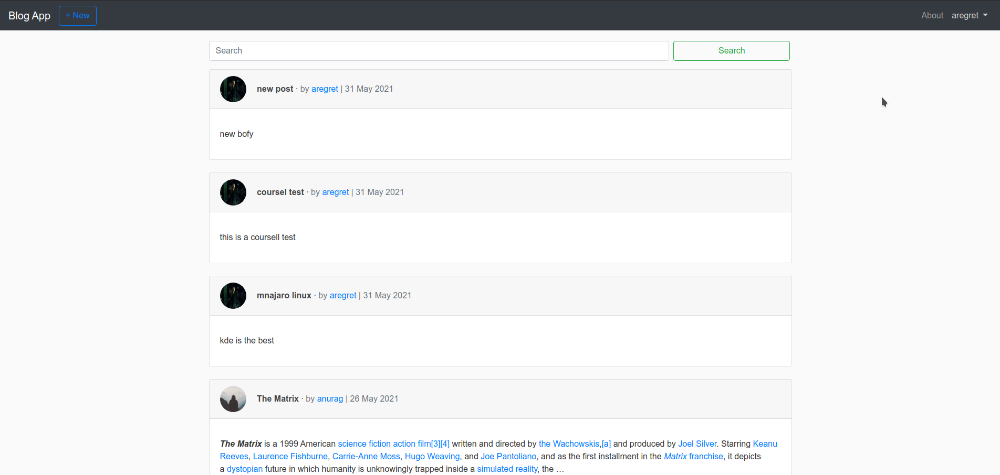 Blog App + New About aregret
Search Search
new post · by aregret | 31 May 2021
new bofy
coursel test · by aregret | 31 May 2021
this is a coursell test
mnajaro linux · by aregret | 31 May 2021
kde is the best
The Matrix · by anurag | 26 May 2021
The Matrix is a 1999 American science fiction action film[3][4] written and directed by the Wachowskis,[a] and produced by Joel Silver. Starring Keanu
Reeves, Laurence Fishburne, Carrie-Anne Moss, Hugo Weaving, and Joe Pantoliano, and as the first installment in the Matrix franchise, it depicts
a dystopian future in which humanity is unknowingly trapped inside a simulated reality, the …